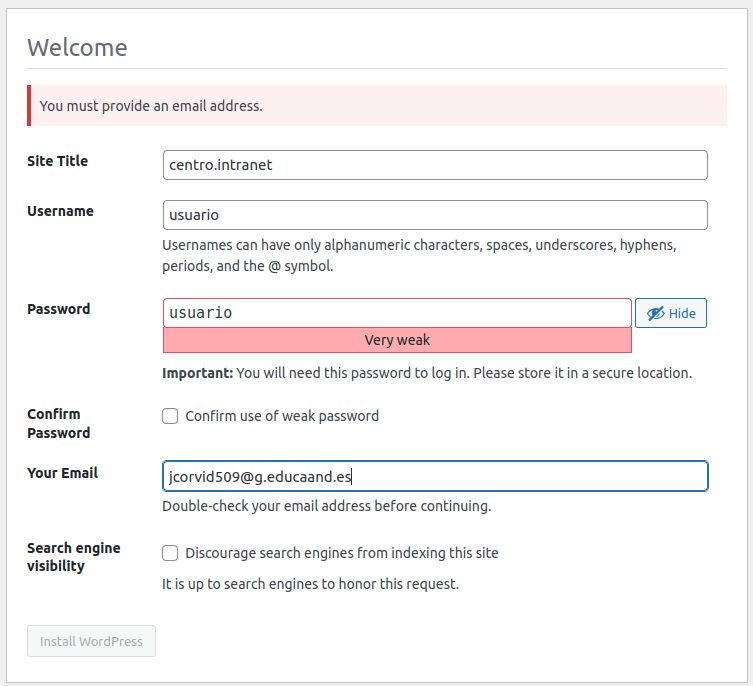 Welcome
You must provide an email address.
Site Title
centro.intranet
Username
usuario
Usernames can have only alphanumeric characters, spaces, underscores, hyphens,
periods, and the @ symbol.
Password
usuario
Hide
Very weak
Important: You will need this password to log in. Please store it in a secure location.
Confirm
Password
Confirm use of weak password
Your Email
jcorvid509@g.educaand.es
Double-check your email address before continuing.
Search engine
visibility
Discourage search engines from indexing this site
It is up to search engines to honor this request.
Install WordPress